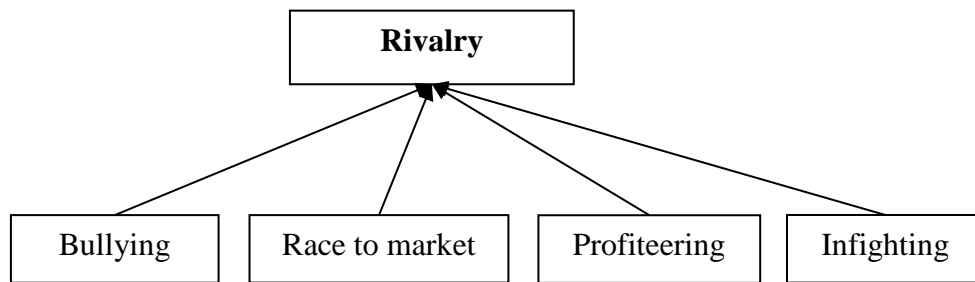 Rivalry
Bullying
Race to market
Profiteering
Infighting